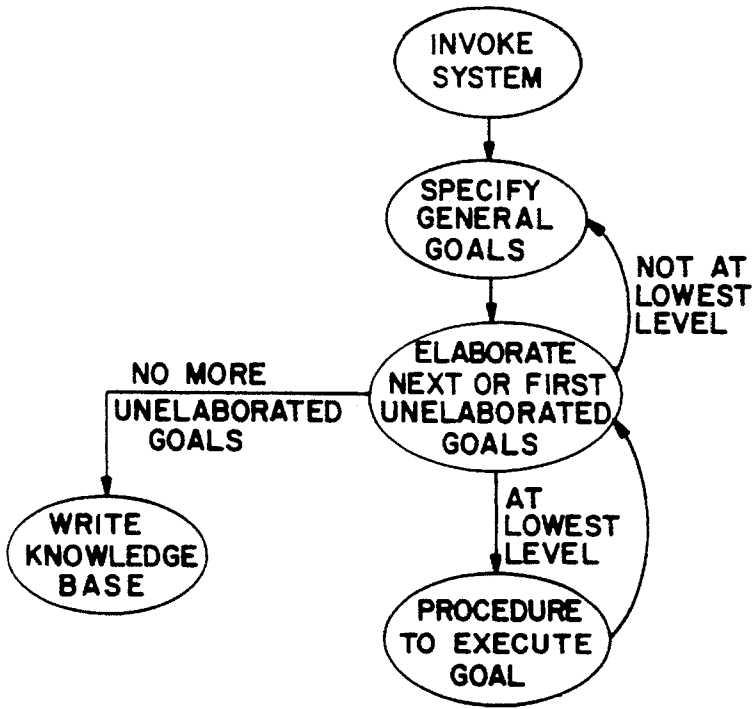 INVOKE
SYSTEM
SPECIFY
GENERAL
GOALS
NOT AT
LOWEST
LEVEL
ELABORATE
NEXT OR FIRST
UNELABORATED
GOALS
NO MORE
UNELABORATED
GOALS
AT
LOWEST
LEVEL
WRITE
KNOWLEDGE
BASE
PROCEDURE
TO EXECUTE
GOAL